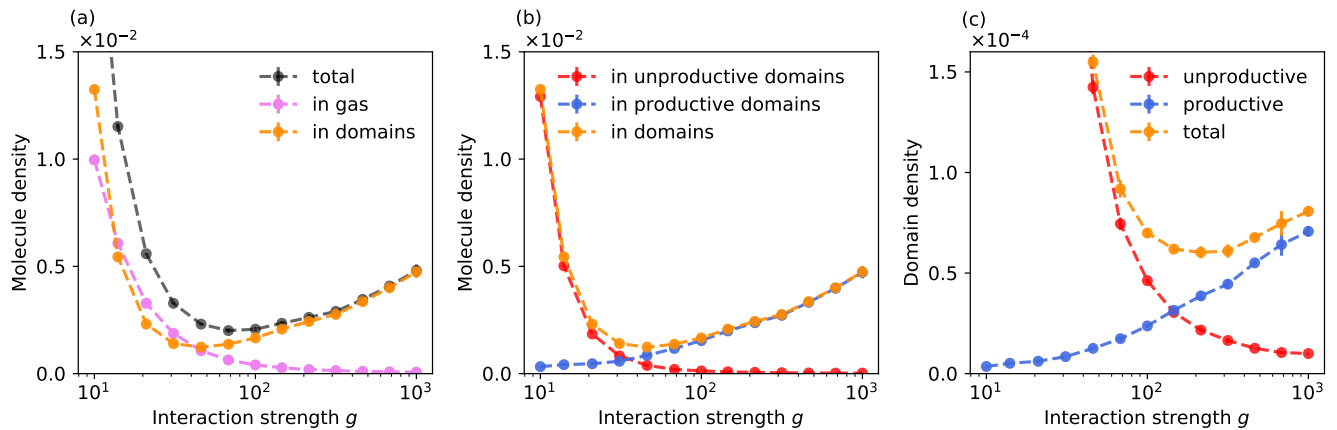 (a)
×10⁻²
1.5
1.0
0.5
0.0
Molecule density
total
in gas
in domains
10¹
10²
10³
Interaction strength g
(b)
×10⁻²
1.5
1.0
0.5
0.0
Molecule density
in unproductive domains
in productive domains
in domains
10¹
10²
10³
Interaction strength g
(c)
×10⁻⁴
1.5
1.0
0.5
0.0
Domain density
unproductive
productive
total
10¹
10²
10³
Interaction strength g